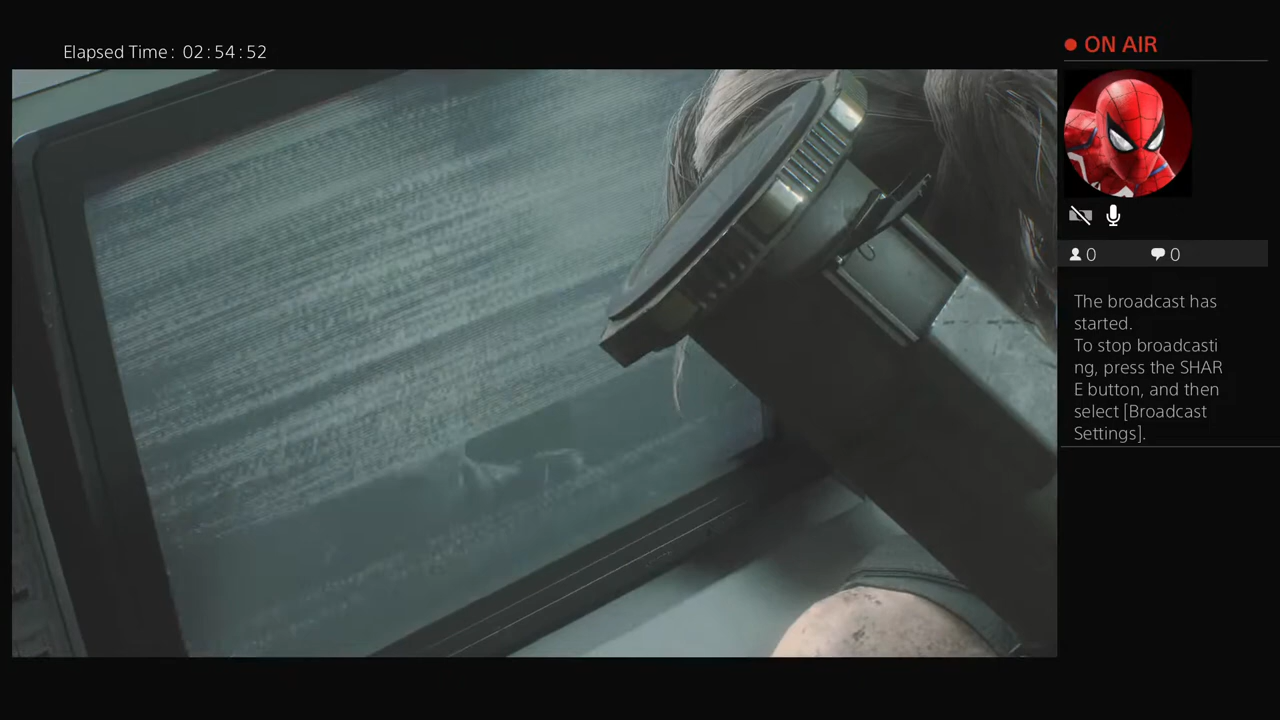 Elapsed Time: 02:54:52
ON AIR
0 0
The broadcast has
started.
To stop broadcasti
ng, press the SHAR
E button, and then
select [Broadcast
Settings].